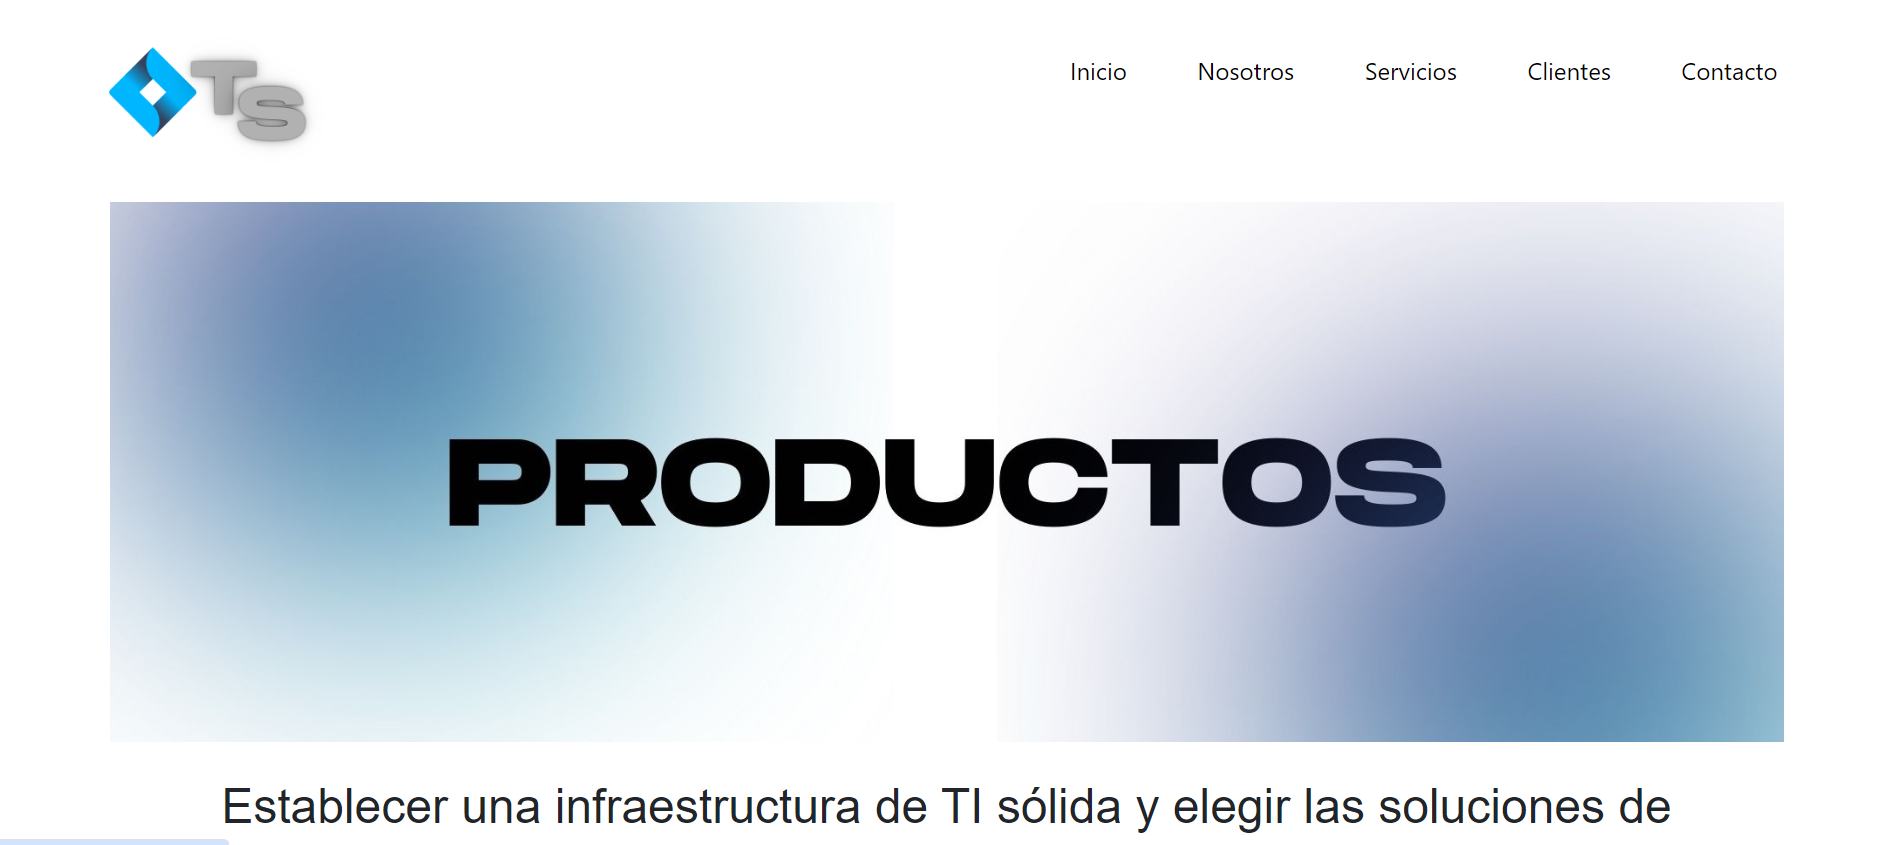 TS
Inicio Nosotros Servicios Clientes Contacto
PRODUCTOS
Establecer una infraestructura de TI sólida y elegir las soluciones de